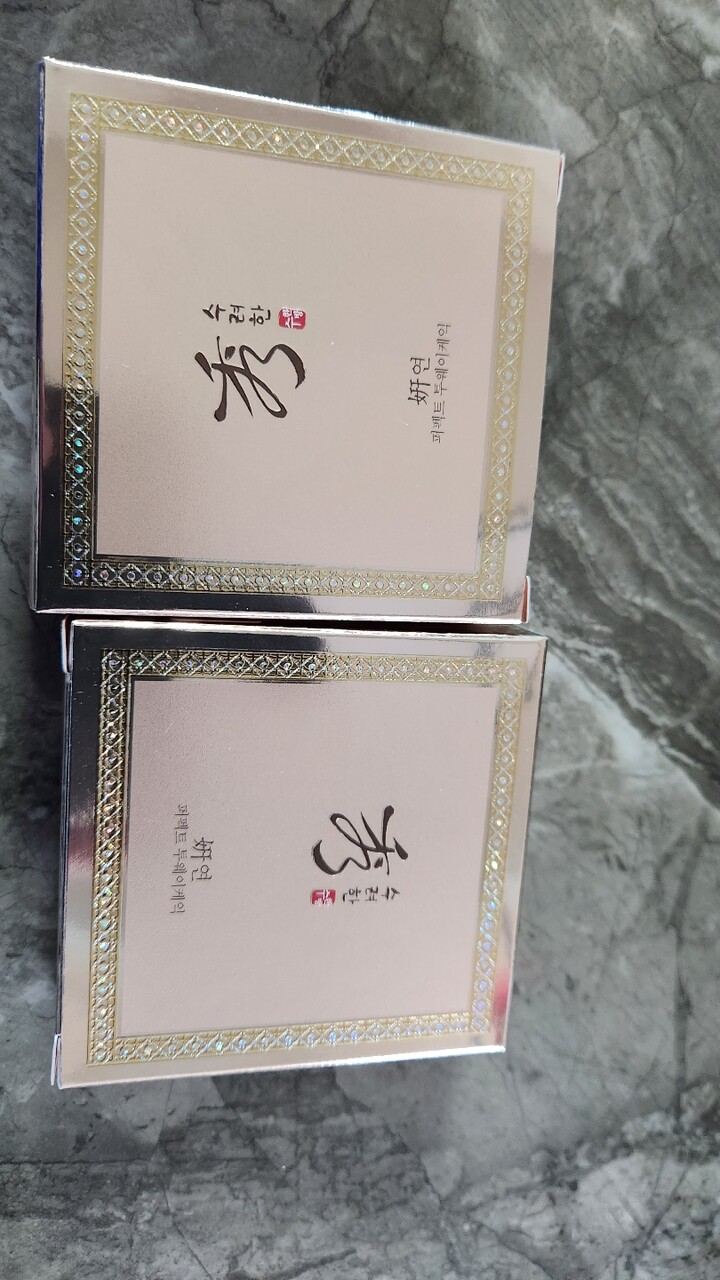 秀
수려한
妍연
퍼펙트 투웨이케익
秀
수려한
妍연
퍼펙트 투웨이케익